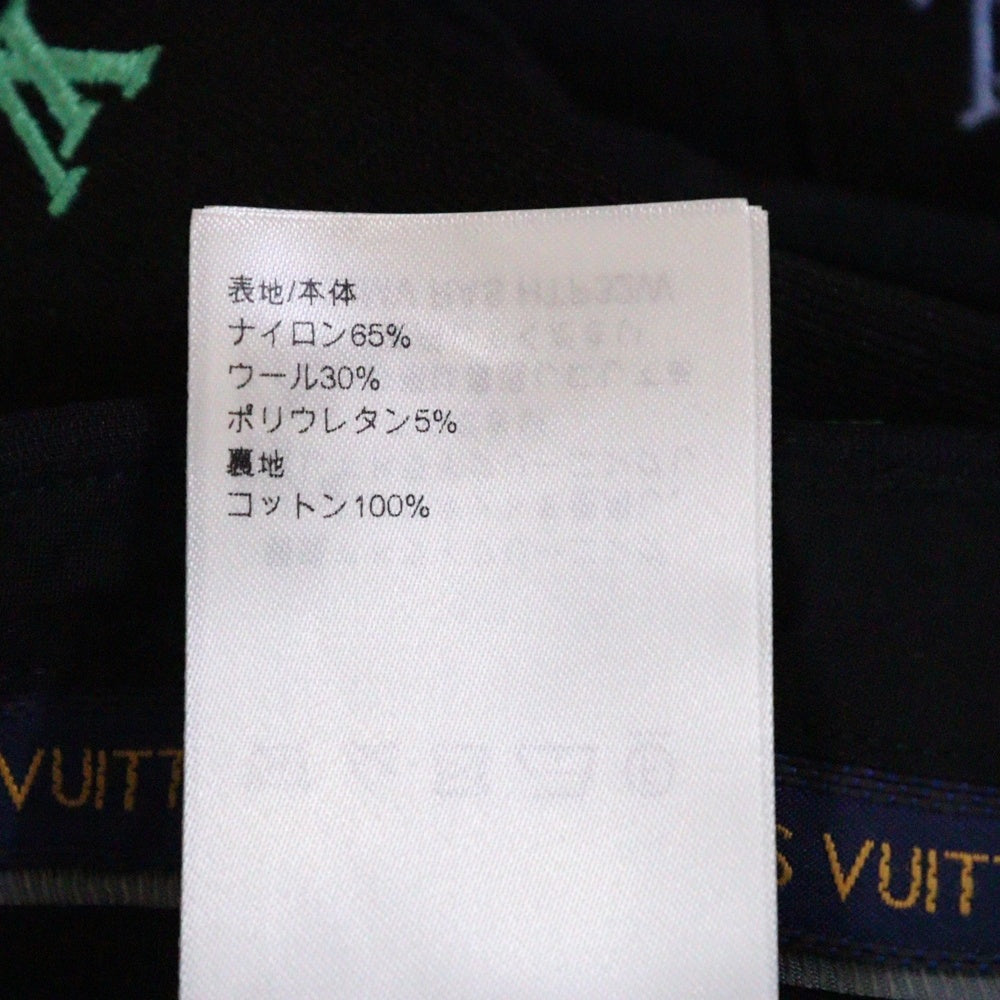 表地/本体
ナイロン65%
ウール30%
ポリウレタン5%
裏地
コットン100%
VUITT
S VUITT